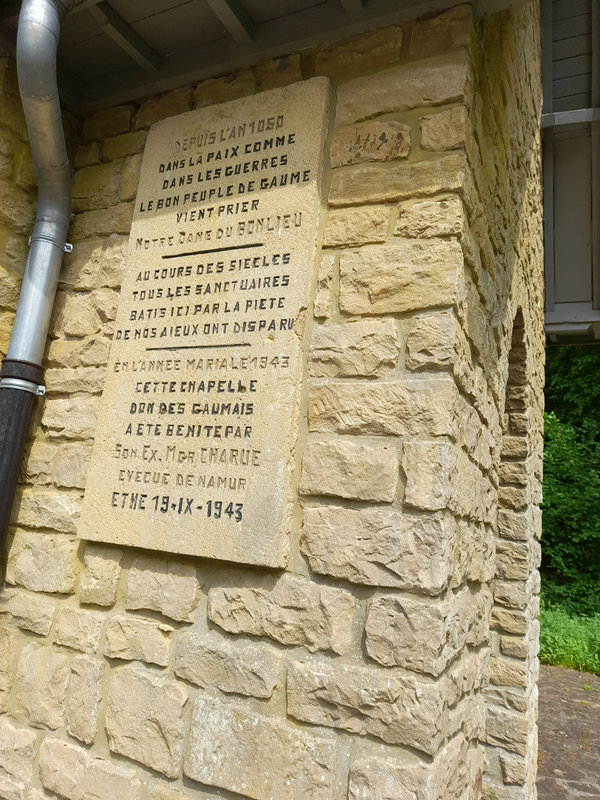 DEPUIS L'AN 1050
DANS LA PAIX COMME
DANS LES GUERRES
LE BON PEUPLE DE GAUME
VIENT PRIER
NOTRE DAME DU BONLIEU
AU COURS DES SIECLES
TOUS LES SANCTUAIRES
BATIS ICI PAR LA PIETE
DE NOS AIEUX ONT DISPARU
EN L'ANNEE MARIALE 1943
CETTE CHAPELLE
DON DES GAUMAIS
A ETE BENITE PAR
SON EX. MGR CHARUE
EVEQUE DE NAMUR
ETHE 19-IX-1943